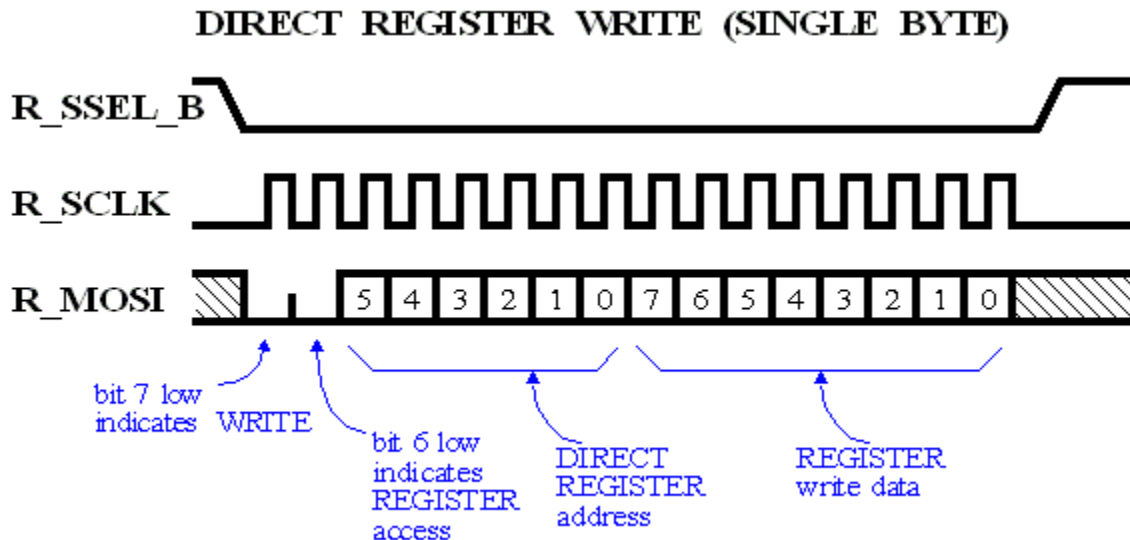 DIRECT REGISTER WRITE (SINGLE BYTE)
R_SSEL_B
R_SCLK
R_MOSI
5 4 3 2 1 0 7 6 5 4 3 2 1 0
bit 7 low
indicates WRITE
bit 6 low
indicates
REGISTER
access
DIRECT
REGISTER
address
REGISTER
write data